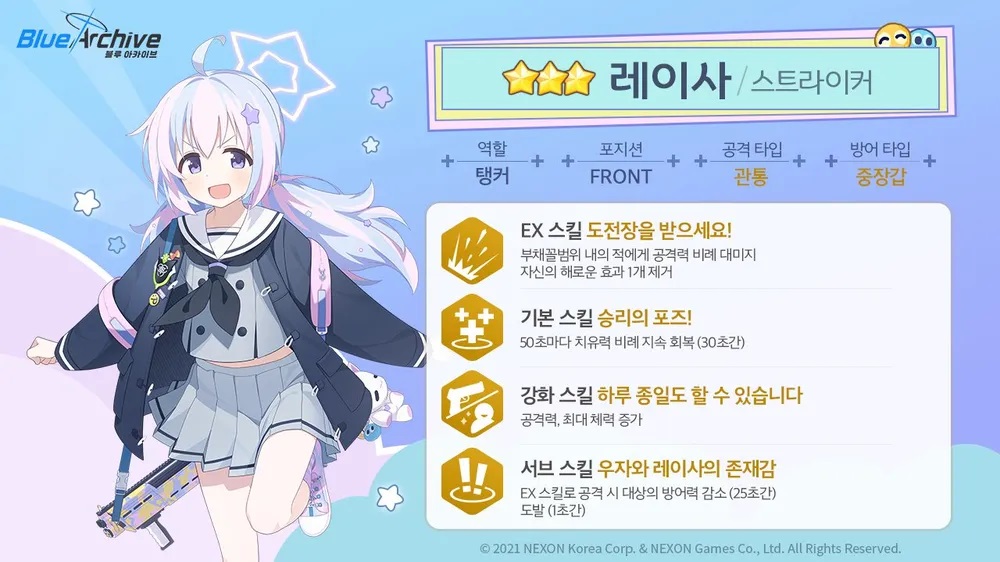 Blue Archive
블루 아카이브
레이사 / 스트라이커
역할
탱커
포지션
FRONT
공격 타입
관통
방어 타입
중장갑
EX 스킬 도전장을 받으세요!
부채꼴범위 내의 적에게 공격력 비례 대미지
자신의 해로운 효과 1개 제거
기본 스킬 승리의 포즈!
50초마다 치유력 비례 지속 회복 (30초간)
강화 스킬 하루 종일도 할 수 있습니다
공격력, 최대 체력 증가
서브 스킬 우자와 레이사의 존재감
EX 스킬로 공격 시 대상의 방어력 감소 (25초간)
도발 (1초간)
© 2021 NEXON Korea Corp. & NEXON Games Co., Ltd. All Rights Reserved.